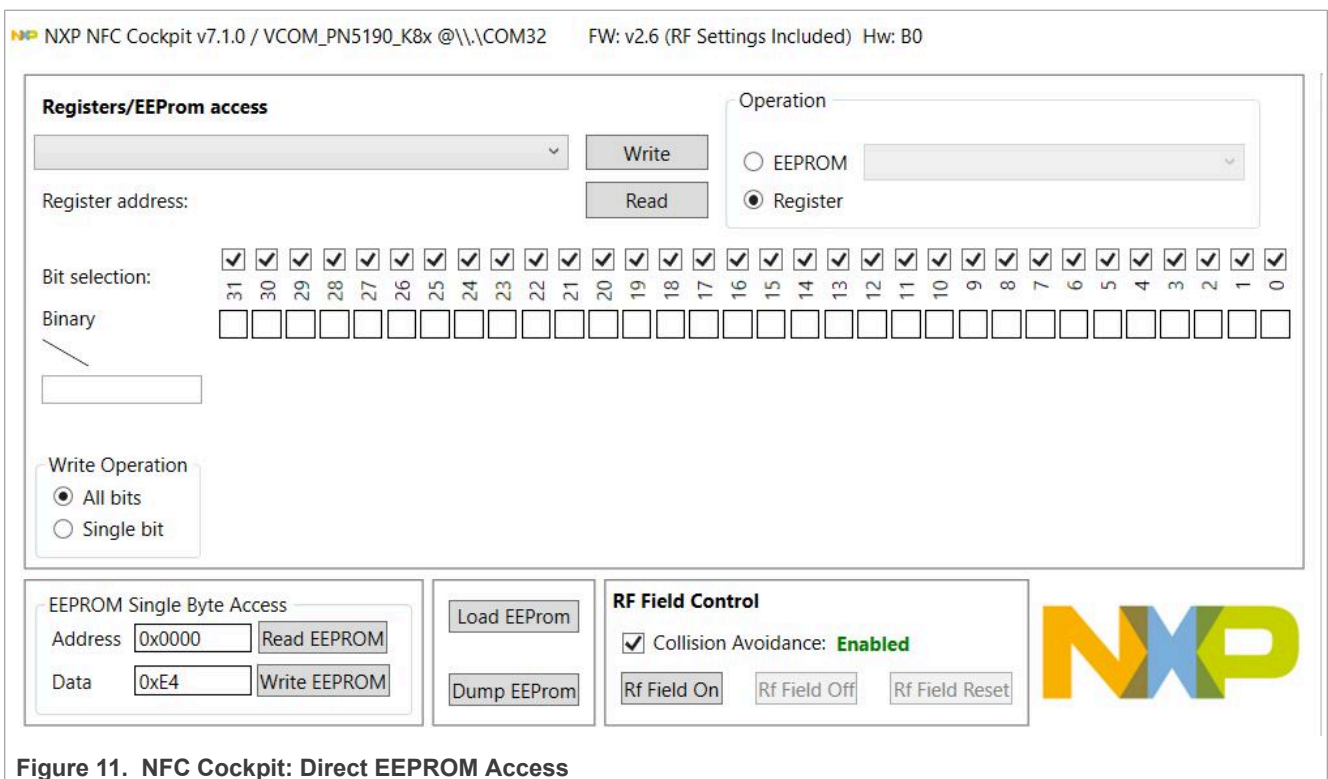 NXP NFC Cockpit v7.1.0 / VCOM_PN5190_K8x @\\.\COM32 FW: v2.6 (RF Settings Included) Hw: B0
Registers/EEProm access
Operation
Write
EEPROM
Register address:
Read
Register
Bit selection:
31 30 29 28 27 26 25 24 23 22 21 20 19 18 17 16 15 14 13 12 11 10 9 8 7 6 5 4 3 2 1 0
Binary
Write Operation
All bits
Single bit
EEPROM Single Byte Access
Address 0x0000 Read EEPROM
Data 0xE4 Write EEPROM
Load EEProm
Dump EEProm
RF Field Control
Collision Avoidance: Enabled
Rf Field On Rf Field Off Rf Field Reset
NXP
Figure 11. NFC Cockpit: Direct EEPROM Access